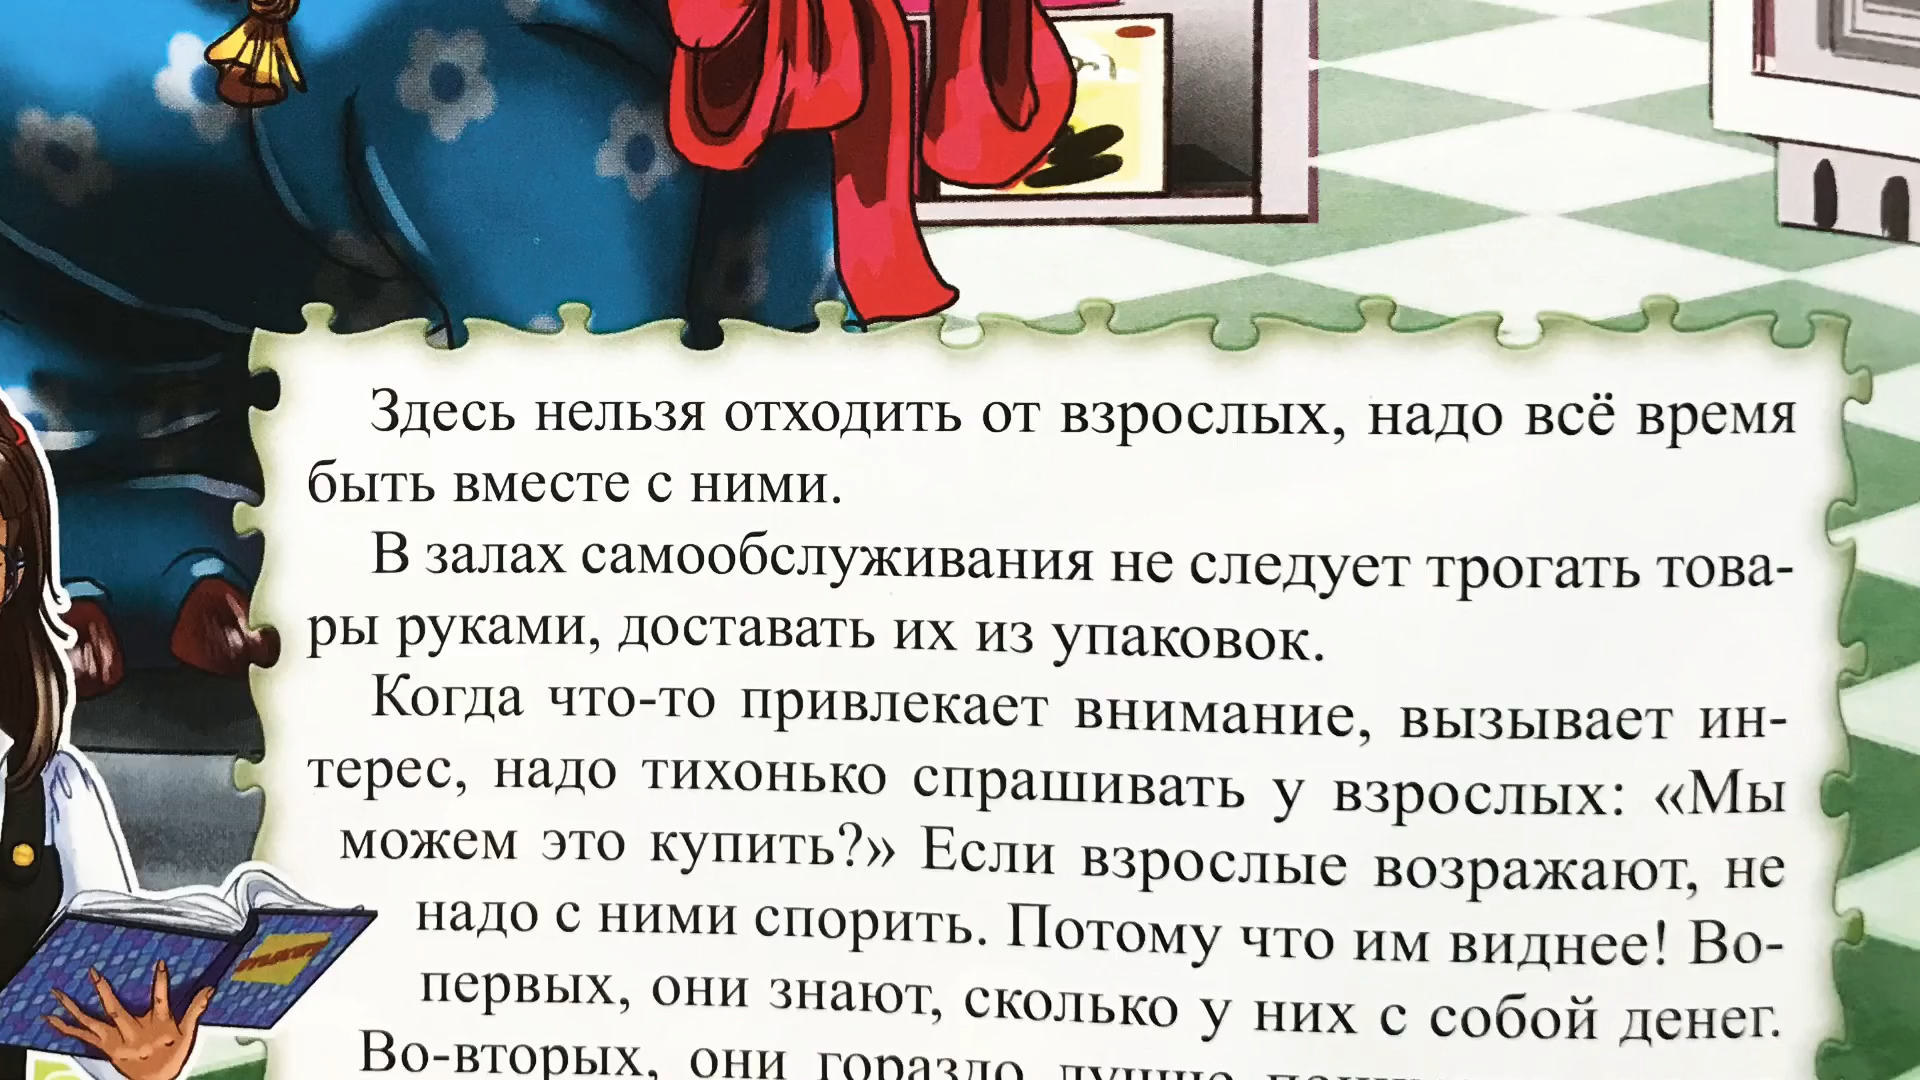 Здесь нельзя отходить от взрослых, надо всё время
быть вместе с ними.
В залах самообслуживания не следует трогать това-
ры руками, доставать их из упаковок.
Когда что-то привлекает внимание, вызывает ин-
терес, надо тихонько спрашивать у взрослых: «Мы
можем это купить?» Если взрослые возражают, не
надо с ними спорить. Потому что им виднее! Во-
первых, они знают, сколько у них с собой денег.
Во-вторых, они гораздо лучше